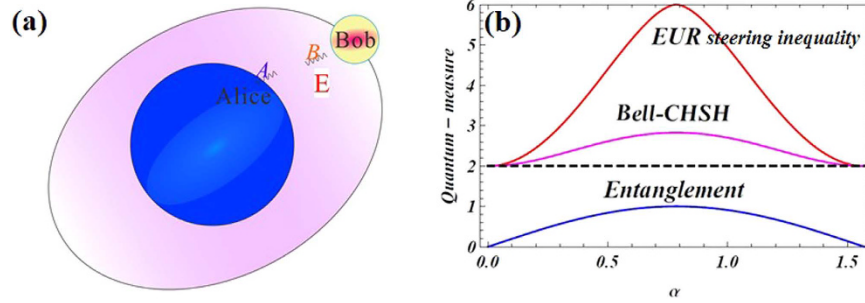 (a)
Bob
B
A
E
Alice
(b)
EUR steering inequality
Bell-CHSH
Entanglement
Quantum - measure
6
5
4
3
2
1
0
0.0
0.5
1.0
1.5
α